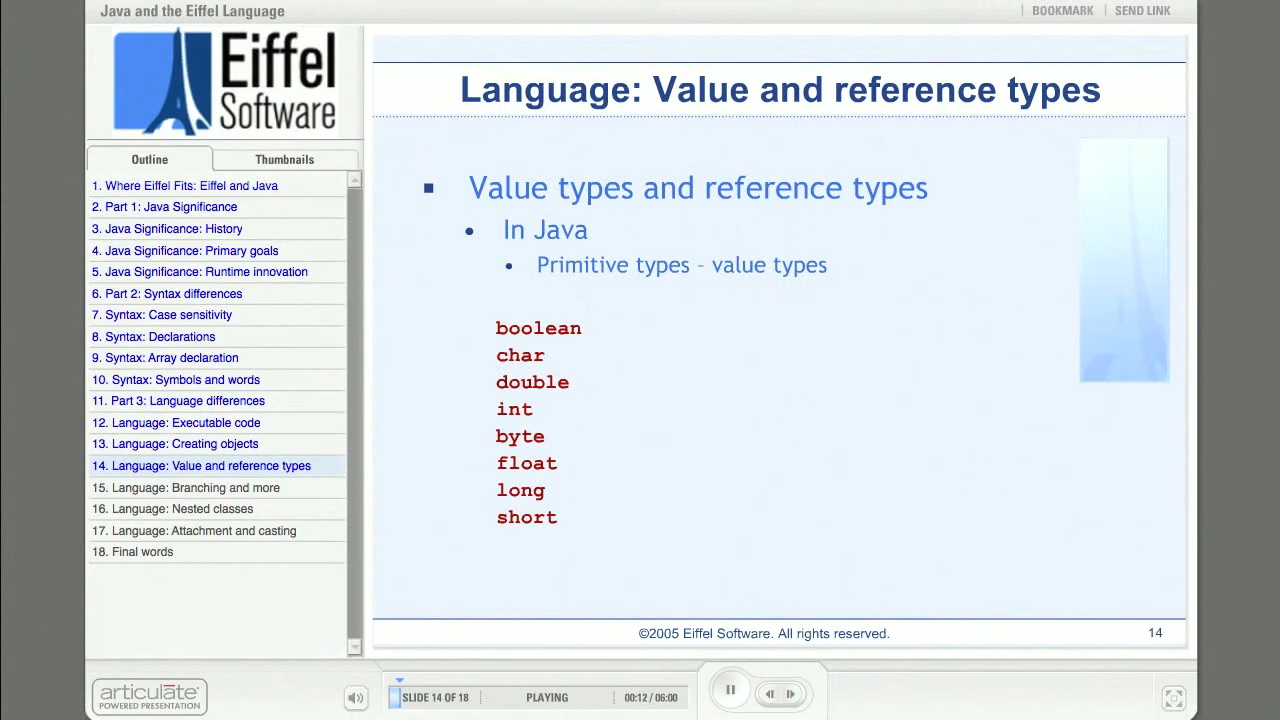 Java and the Eiffel Language
BOOKMARK
SEND LINK
Eiffel
Software
Outline
Thumbnails
1. Where Eiffel Fits: Eiffel and Java
2. Part 1: Java Significance
3. Java Significance: History
4. Java Significance: Primary goals
5. Java Significance: Runtime innovation
6. Part 2: Syntax differences
7. Syntax: Case sensitivity
8. Syntax: Declarations
9. Syntax: Array declaration
10. Syntax: Symbols and words
11. Part 3: Language differences
12. Language: Executable code
13. Language: Creating objects
14. Language: Value and reference types
15. Language: Branching and more
16. Language: Nested classes
17. Language: Attachment and casting
18. Final words
Language: Value and reference types
Value types and reference types
In Java
Primitive types – value types
boolean
char
double
int
byte
float
long
short
©2005 Eiffel Software. All rights reserved.
14
articulate
POWERED PRESENTATION
SLIDE 14 OF 18
PLAYING
00:12 / 06:00